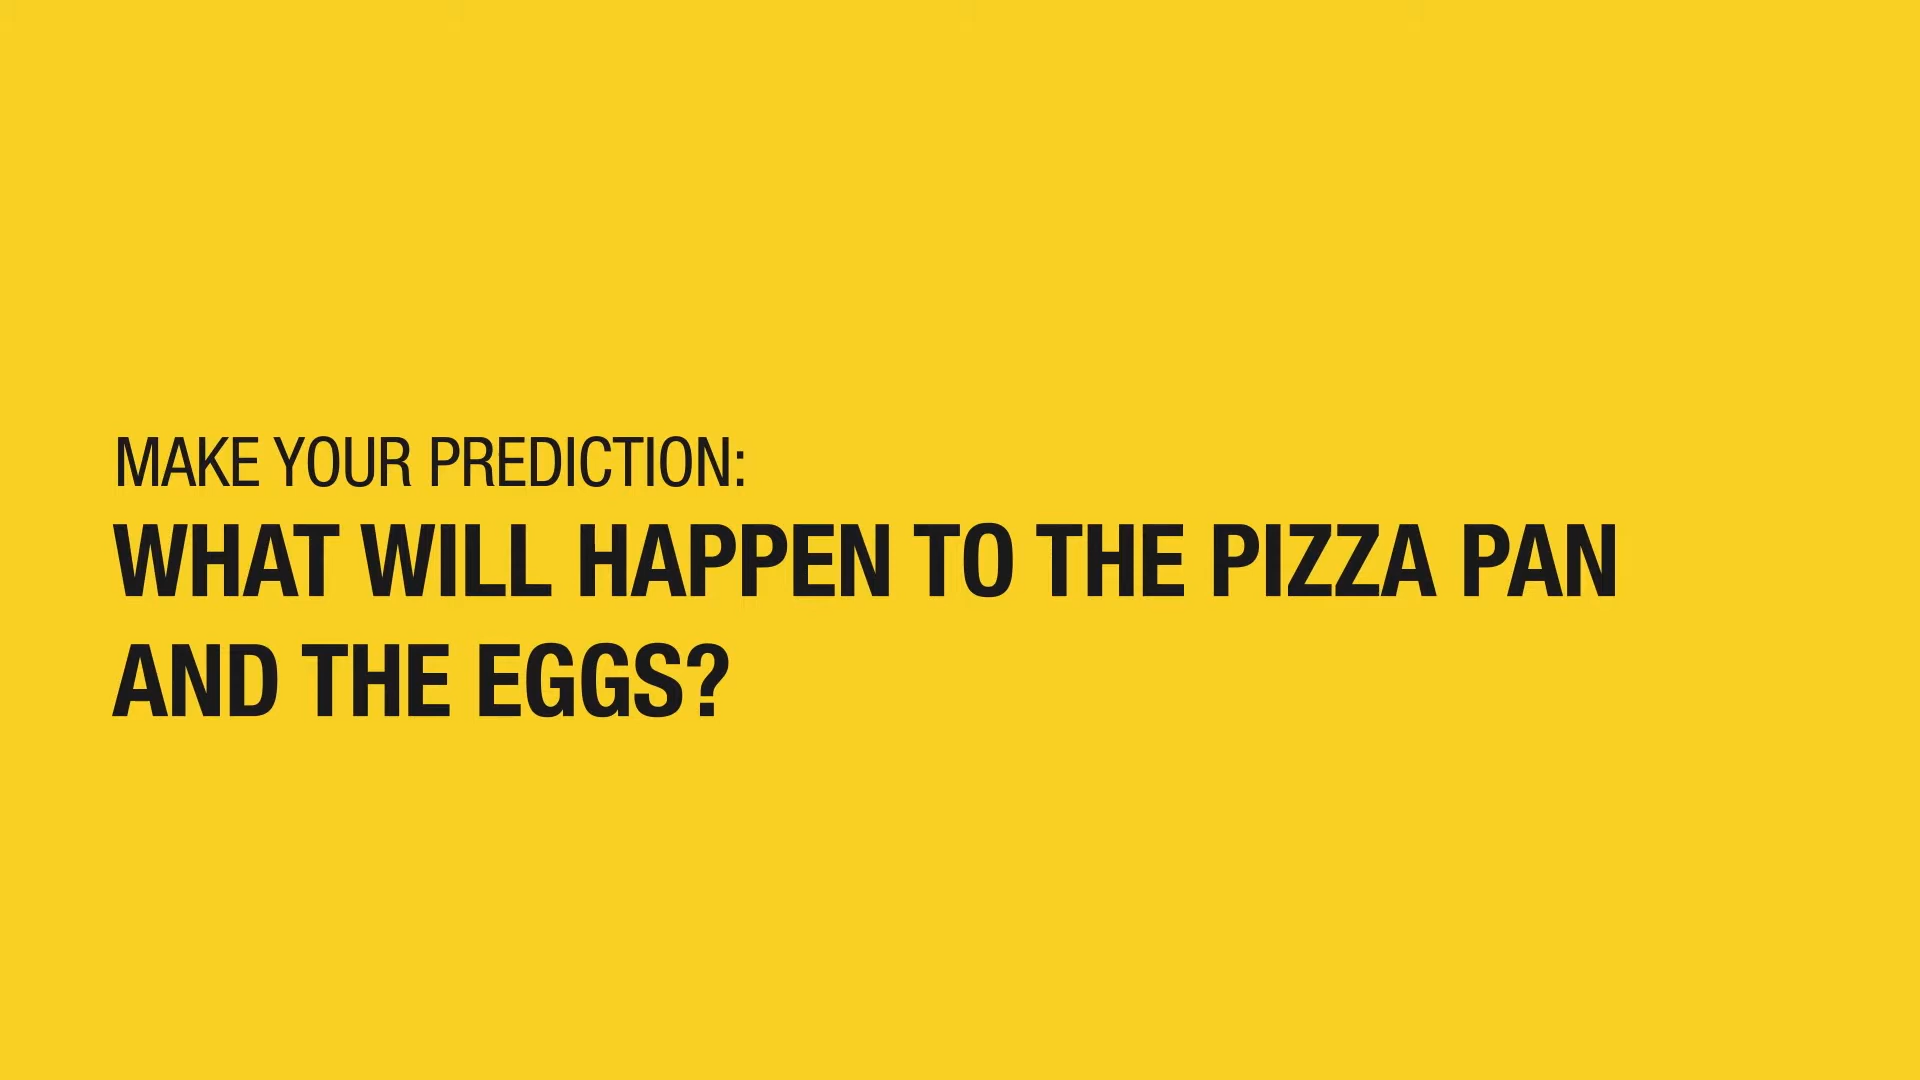 MAKE YOUR PREDICTION:
WHAT WILL HAPPEN TO THE PIZZA PAN
AND THE EGGS?